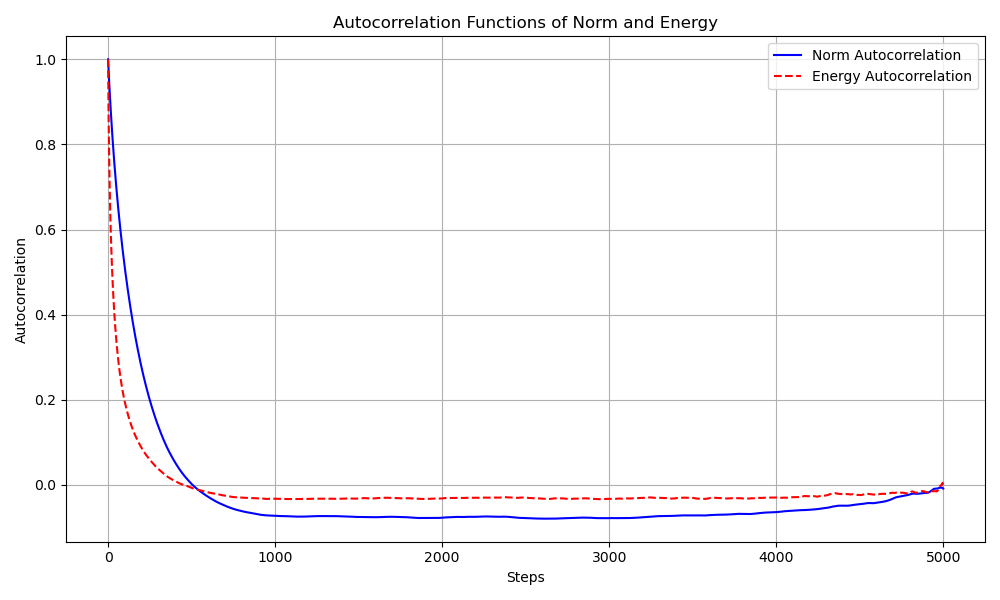 Autocorrelation Functions of Norm and Energy
Norm Autocorrelation
Energy Autocorrelation
1.0
0.8
0.6
0.4
0.2
0.0
Autocorrelation
0 1000 2000 3000 4000 5000
Steps